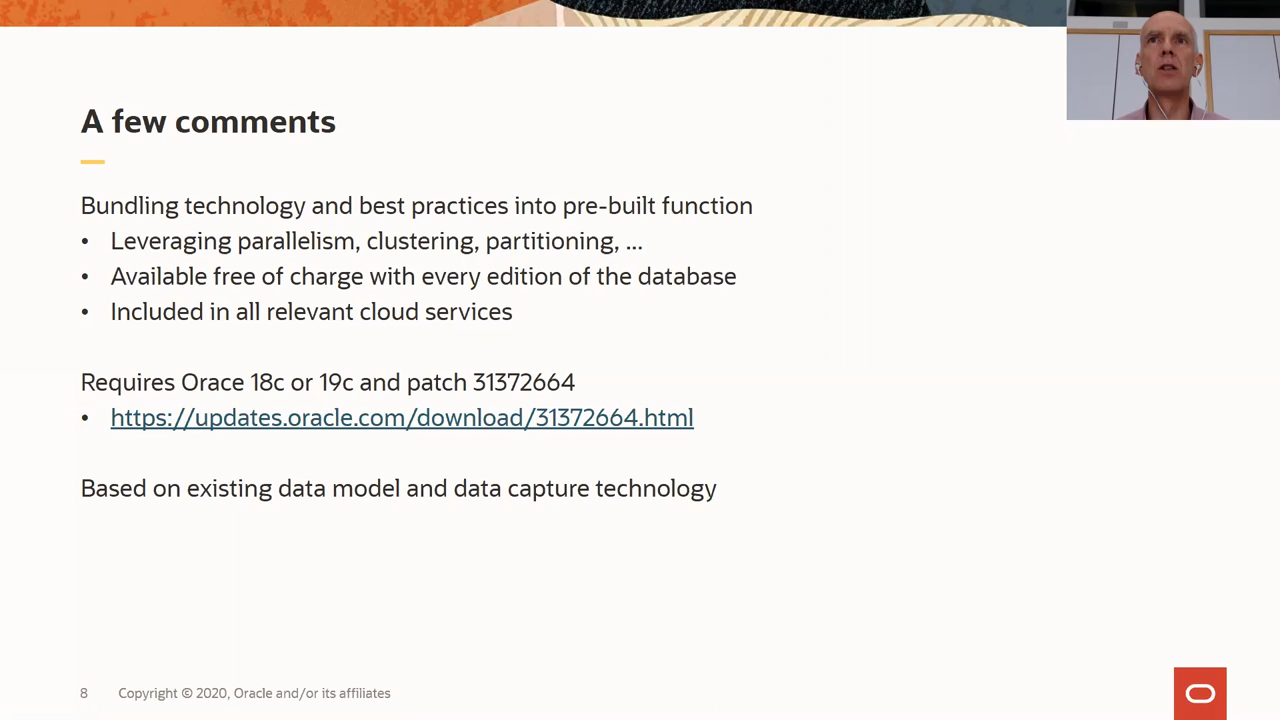 A few comments
Bundling technology and best practices into pre-built function
• Leveraging parallelism, clustering, partitioning, ...
• Available free of charge with every edition of the database
• Included in all relevant cloud services
Requires Orace 18c or 19c and patch 31372664
• https://updates.oracle.com/download/31372664.html
Based on existing data model and data capture technology
8 Copyright © 2020, Oracle and/or its affiliates